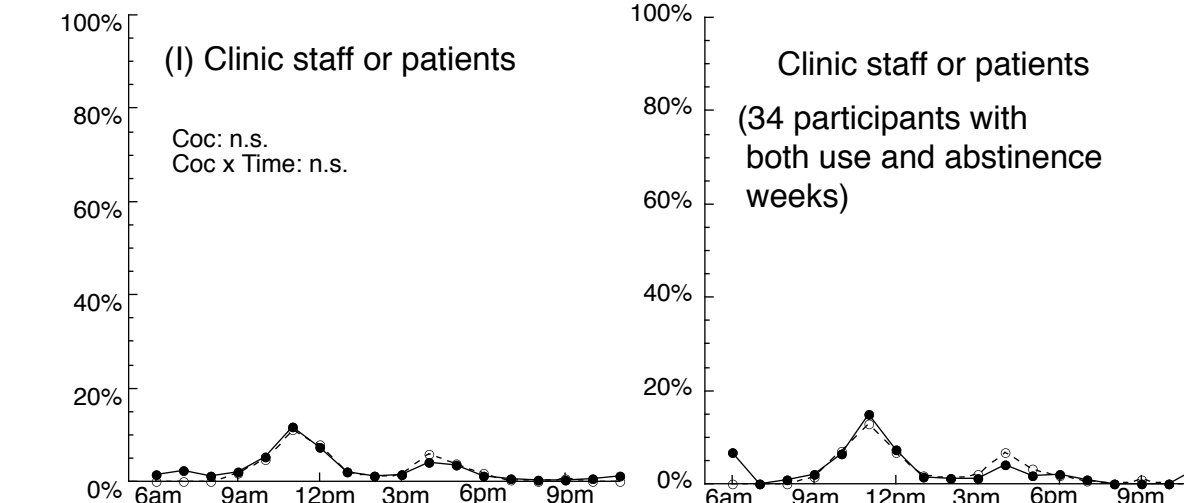 100%
(I) Clinic staff or patients
80%
Coc: n.s.
Coc x Time: n.s.
60%
40%
20%
0%
6am 9am 12pm 3pm 6pm 9pm
100%
Clinic staff or patients
80%
(34 participants with
both use and abstinence
weeks)
60%
40%
20%
0%
6am 9am 12pm 3pm 6pm 9pm